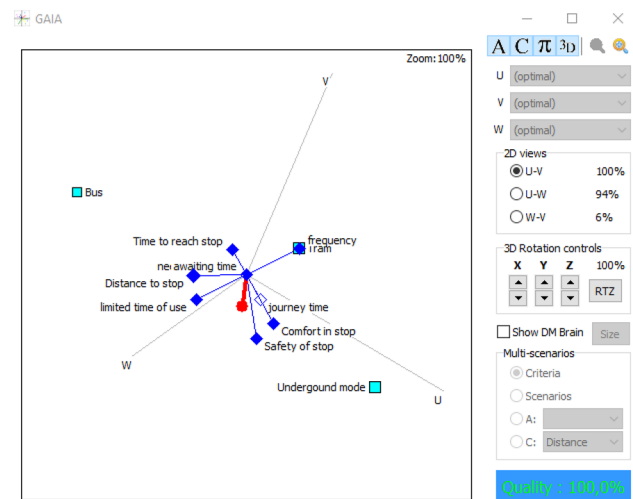 GAIA
A C π 3D
Zoom:100%
V
U (optimal)
V (optimal)
W (optimal)
2D views
U-V 100%
U-W 94%
W-V 6%
Bus
Time to reach stop
frequency
Tram
awaiting time
Distance to stop
limited time of use
journey time
Comfort in stop
Safety of stop
W
Undergound mode
U
3D Rotation controls
X Y Z 100%
RTZ
Show DM Brain Size
Multi-scenarios
Criteria
Scenarios
A:
C: Distance
Quality : 100,0%